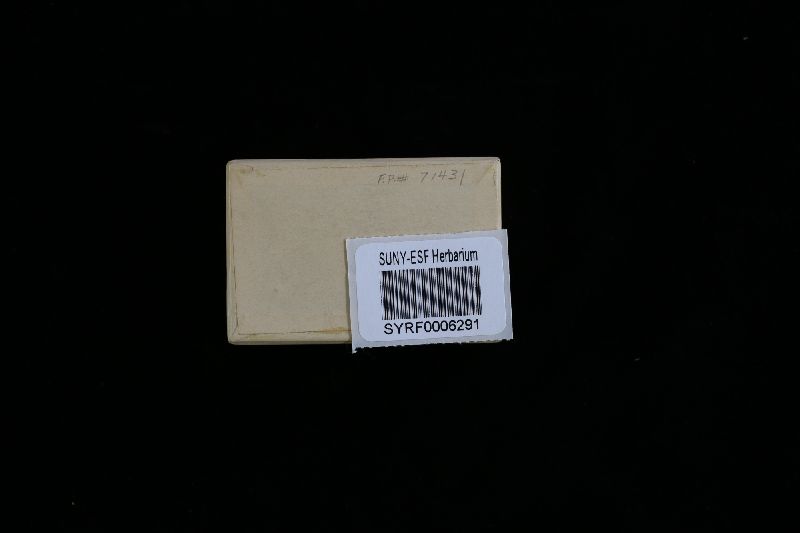 F.P.# 71431
SUNY-ESF Herbarium
SYRF0006291